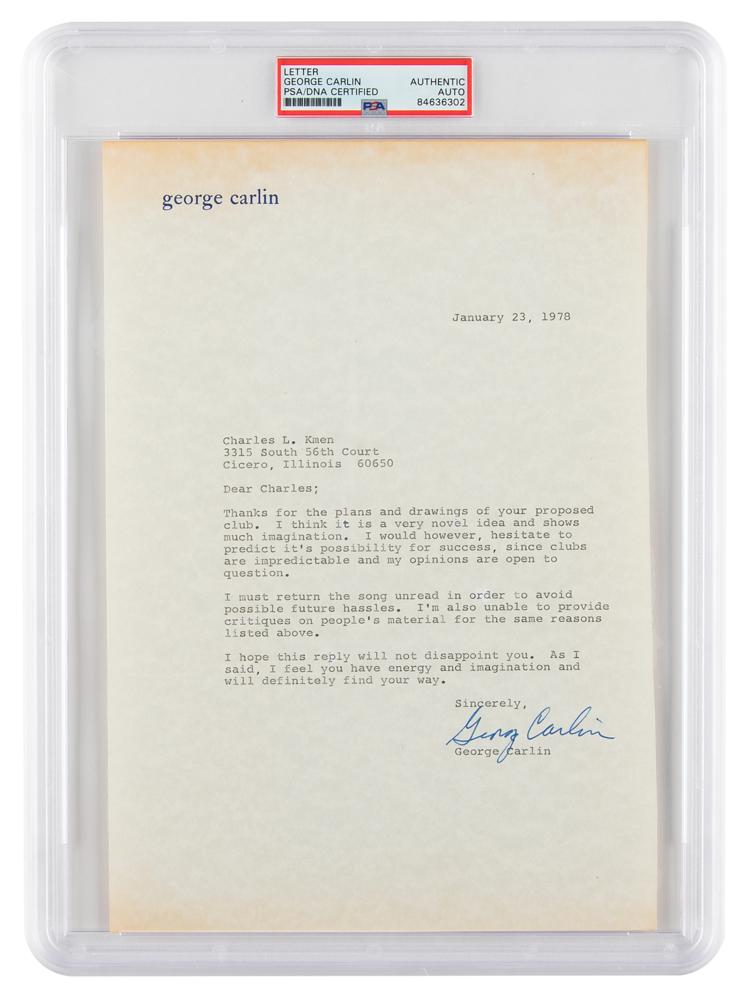 LETTER
GEORGE CARLIN AUTHENTIC
PSA/DNA CERTIFIED AUTO
PSA 84636302
george carlin
January 23, 1978
Charles L. Kmen
3315 South 56th Court
Cicero, Illinois 60650
Dear Charles;
Thanks for the plans and drawings of your proposed
club. I think it is a very novel idea and shows
much imagination. I would however, hesitate to
predict it's possibility for success, since clubs
are impredictable and my opinions are open to
question.
I must return the song unread in order to avoid
possible future hassles. I'm also unable to provide
critiques on people's material for the same reasons
listed above.
I hope this reply will not disappoint you. As I
said, I feel you have energy and imagination and
will definitely find your way.
Sincerely,
George Carlin
George Carlin